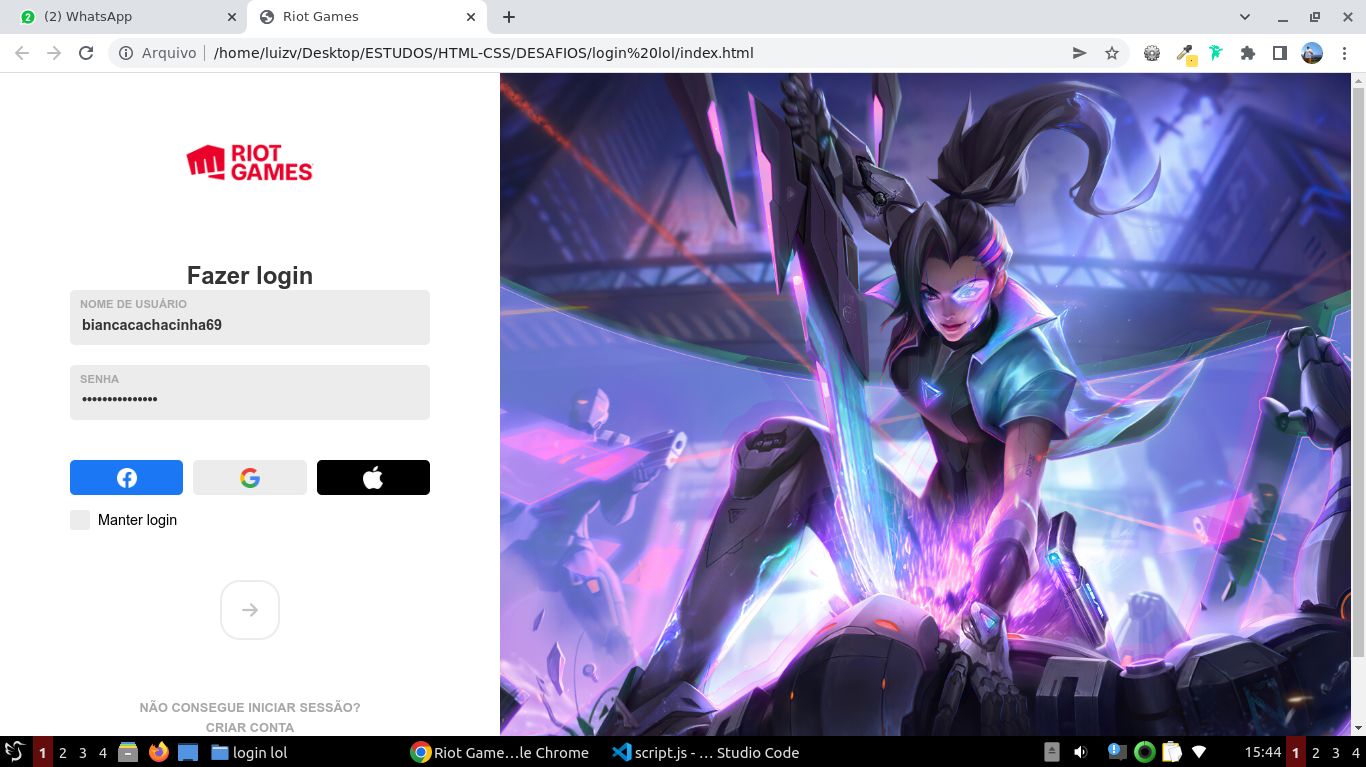 (2) WhatsApp
Riot Games
Arquivo
/home/luizv/Desktop/ESTUDOS/HTML-CSS/DESAFIOS/login%20lol/index.html
RIOT
GAMES
Fazer login
NOME DE USUÁRIO
biancacachacinha69
SENHA
•••••••••••••••
Manter login
NÃO CONSEGUE INICIAR SESSÃO?
CRIAR CONTA
1 2 3 4 login lol Riot Game...le Chrome script.js - ... Studio Code 15:44 1 2 3 4